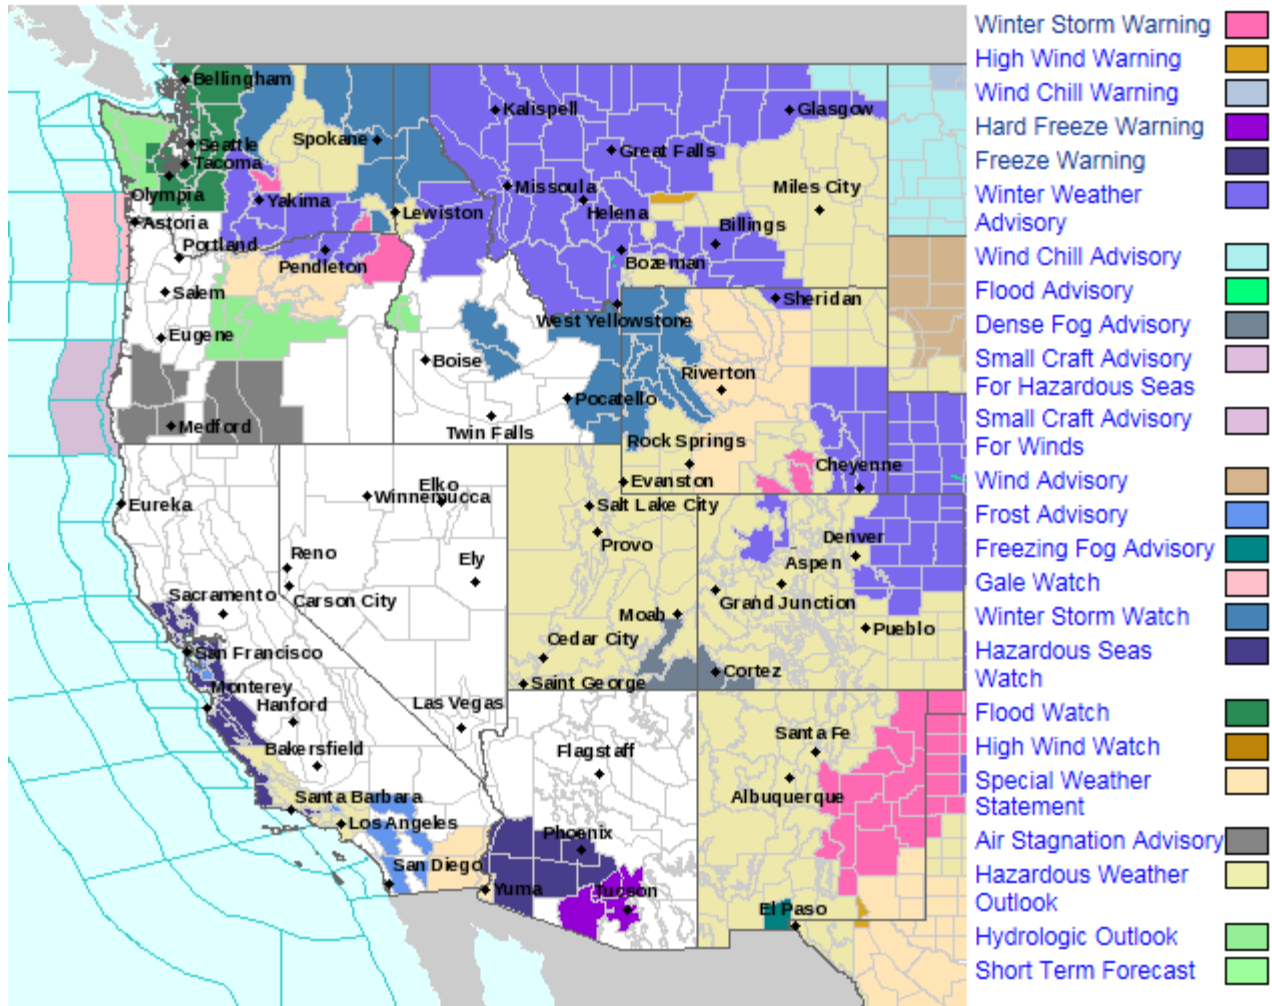 Bellingham
Seattle
Tacoma
Olympia
Spokane
Yakima
Astoria
Portland
Pendleton
Lewiston
Salem
Eugene
Medford
Kalispell
Glasgow
Great Falls
Missoula
Helena
Miles City
Billings
Bozeman
West Yellowstone
Sheridan
Boise
Pocatello
Twin Falls
Riverton
Rock Springs
Evanston
Cheyenne
Eureka
Elko
Winnemucca
Reno
Carson City
Ely
Sacramento
San Francisco
Monterey
Hanford
Bakersfield
Las Vegas
Santa Barbara
Los Angeles
San Diego
Salt Lake City
Provo
Moab
Cedar City
Saint George
Denver
Aspen
Grand Junction
Pueblo
Cortez
Flagstaff
Phoenix
Yuma
Tucson
Santa Fe
Albuquerque
El Paso
Winter Storm Warning
High Wind Warning
Wind Chill Warning
Hard Freeze Warning
Freeze Warning
Winter Weather
Advisory
Wind Chill Advisory
Flood Advisory
Dense Fog Advisory
Small Craft Advisory
For Hazardous Seas
Small Craft Advisory
For Winds
Wind Advisory
Frost Advisory
Freezing Fog Advisory
Gale Watch
Winter Storm Watch
Hazardous Seas
Watch
Flood Watch
High Wind Watch
Special Weather
Statement
Air Stagnation Advisory
Hazardous Weather
Outlook
Hydrologic Outlook
Short Term Forecast